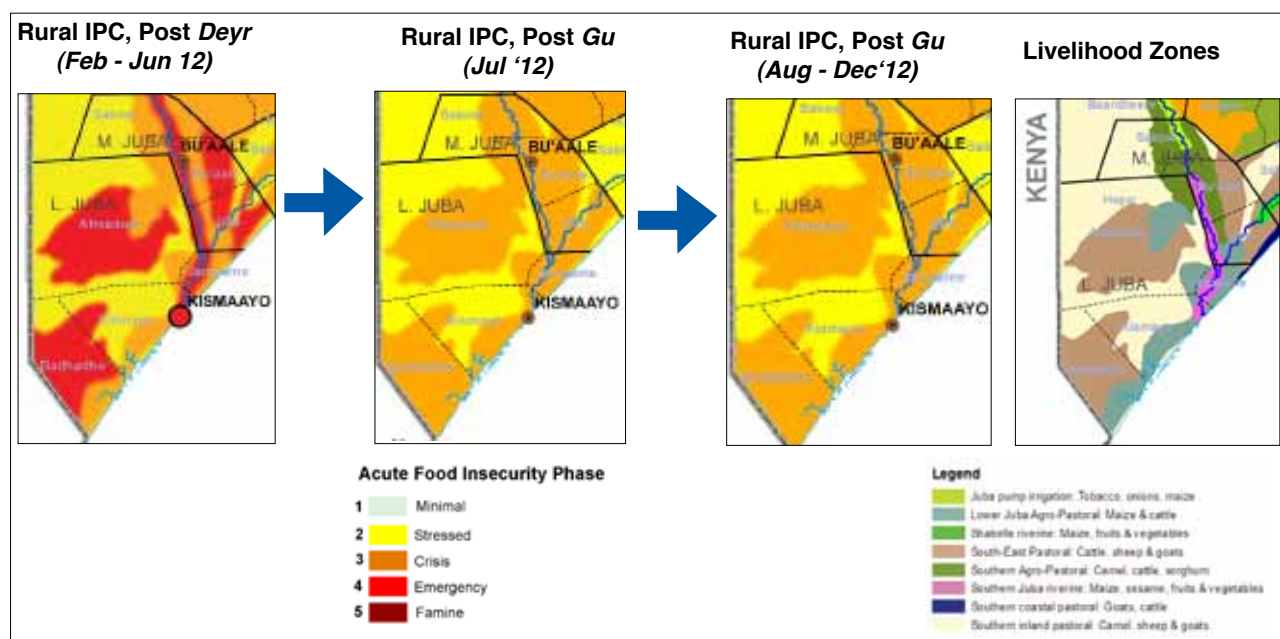 Rural IPC, Post Deyr
(Feb - Jun 12)
Rural IPC, Post Gu
(Jul ‘12)
Rural IPC, Post Gu
(Aug - Dec‘12)
Livelihood Zones
M. JUBA
BU'AALE
L. JUBA
Afmadow
KISMAAYO
Badhadhe
M. JUBA
BU'AALE
L. JUBA
KISMAAYO
M. JUBA
BU'AALE
L. JUBA
KISMAAYO
KENYA
M. JUBA
L. JUBA
Acute Food Insecurity Phase
1 Minimal
2 Stressed
3 Crisis
4 Emergency
5 Famine
Legend
Juba pump irrigation: Tobacco, onions, maize
Lower Juba Agro-Pastoral: Maize & cattle
Shabelle riverine: Maize, fruits & vegetables
South-East Pastoral: Cattle, sheep & goats
Southern Agro-Pastoral: Camel, cattle, sorghum
Southern Juba riverine: Maize, sesame, fruits & vegetables
Southern coastal pastoral: Goats, cattle
Southern inland pastoral: Camel, sheep & goats